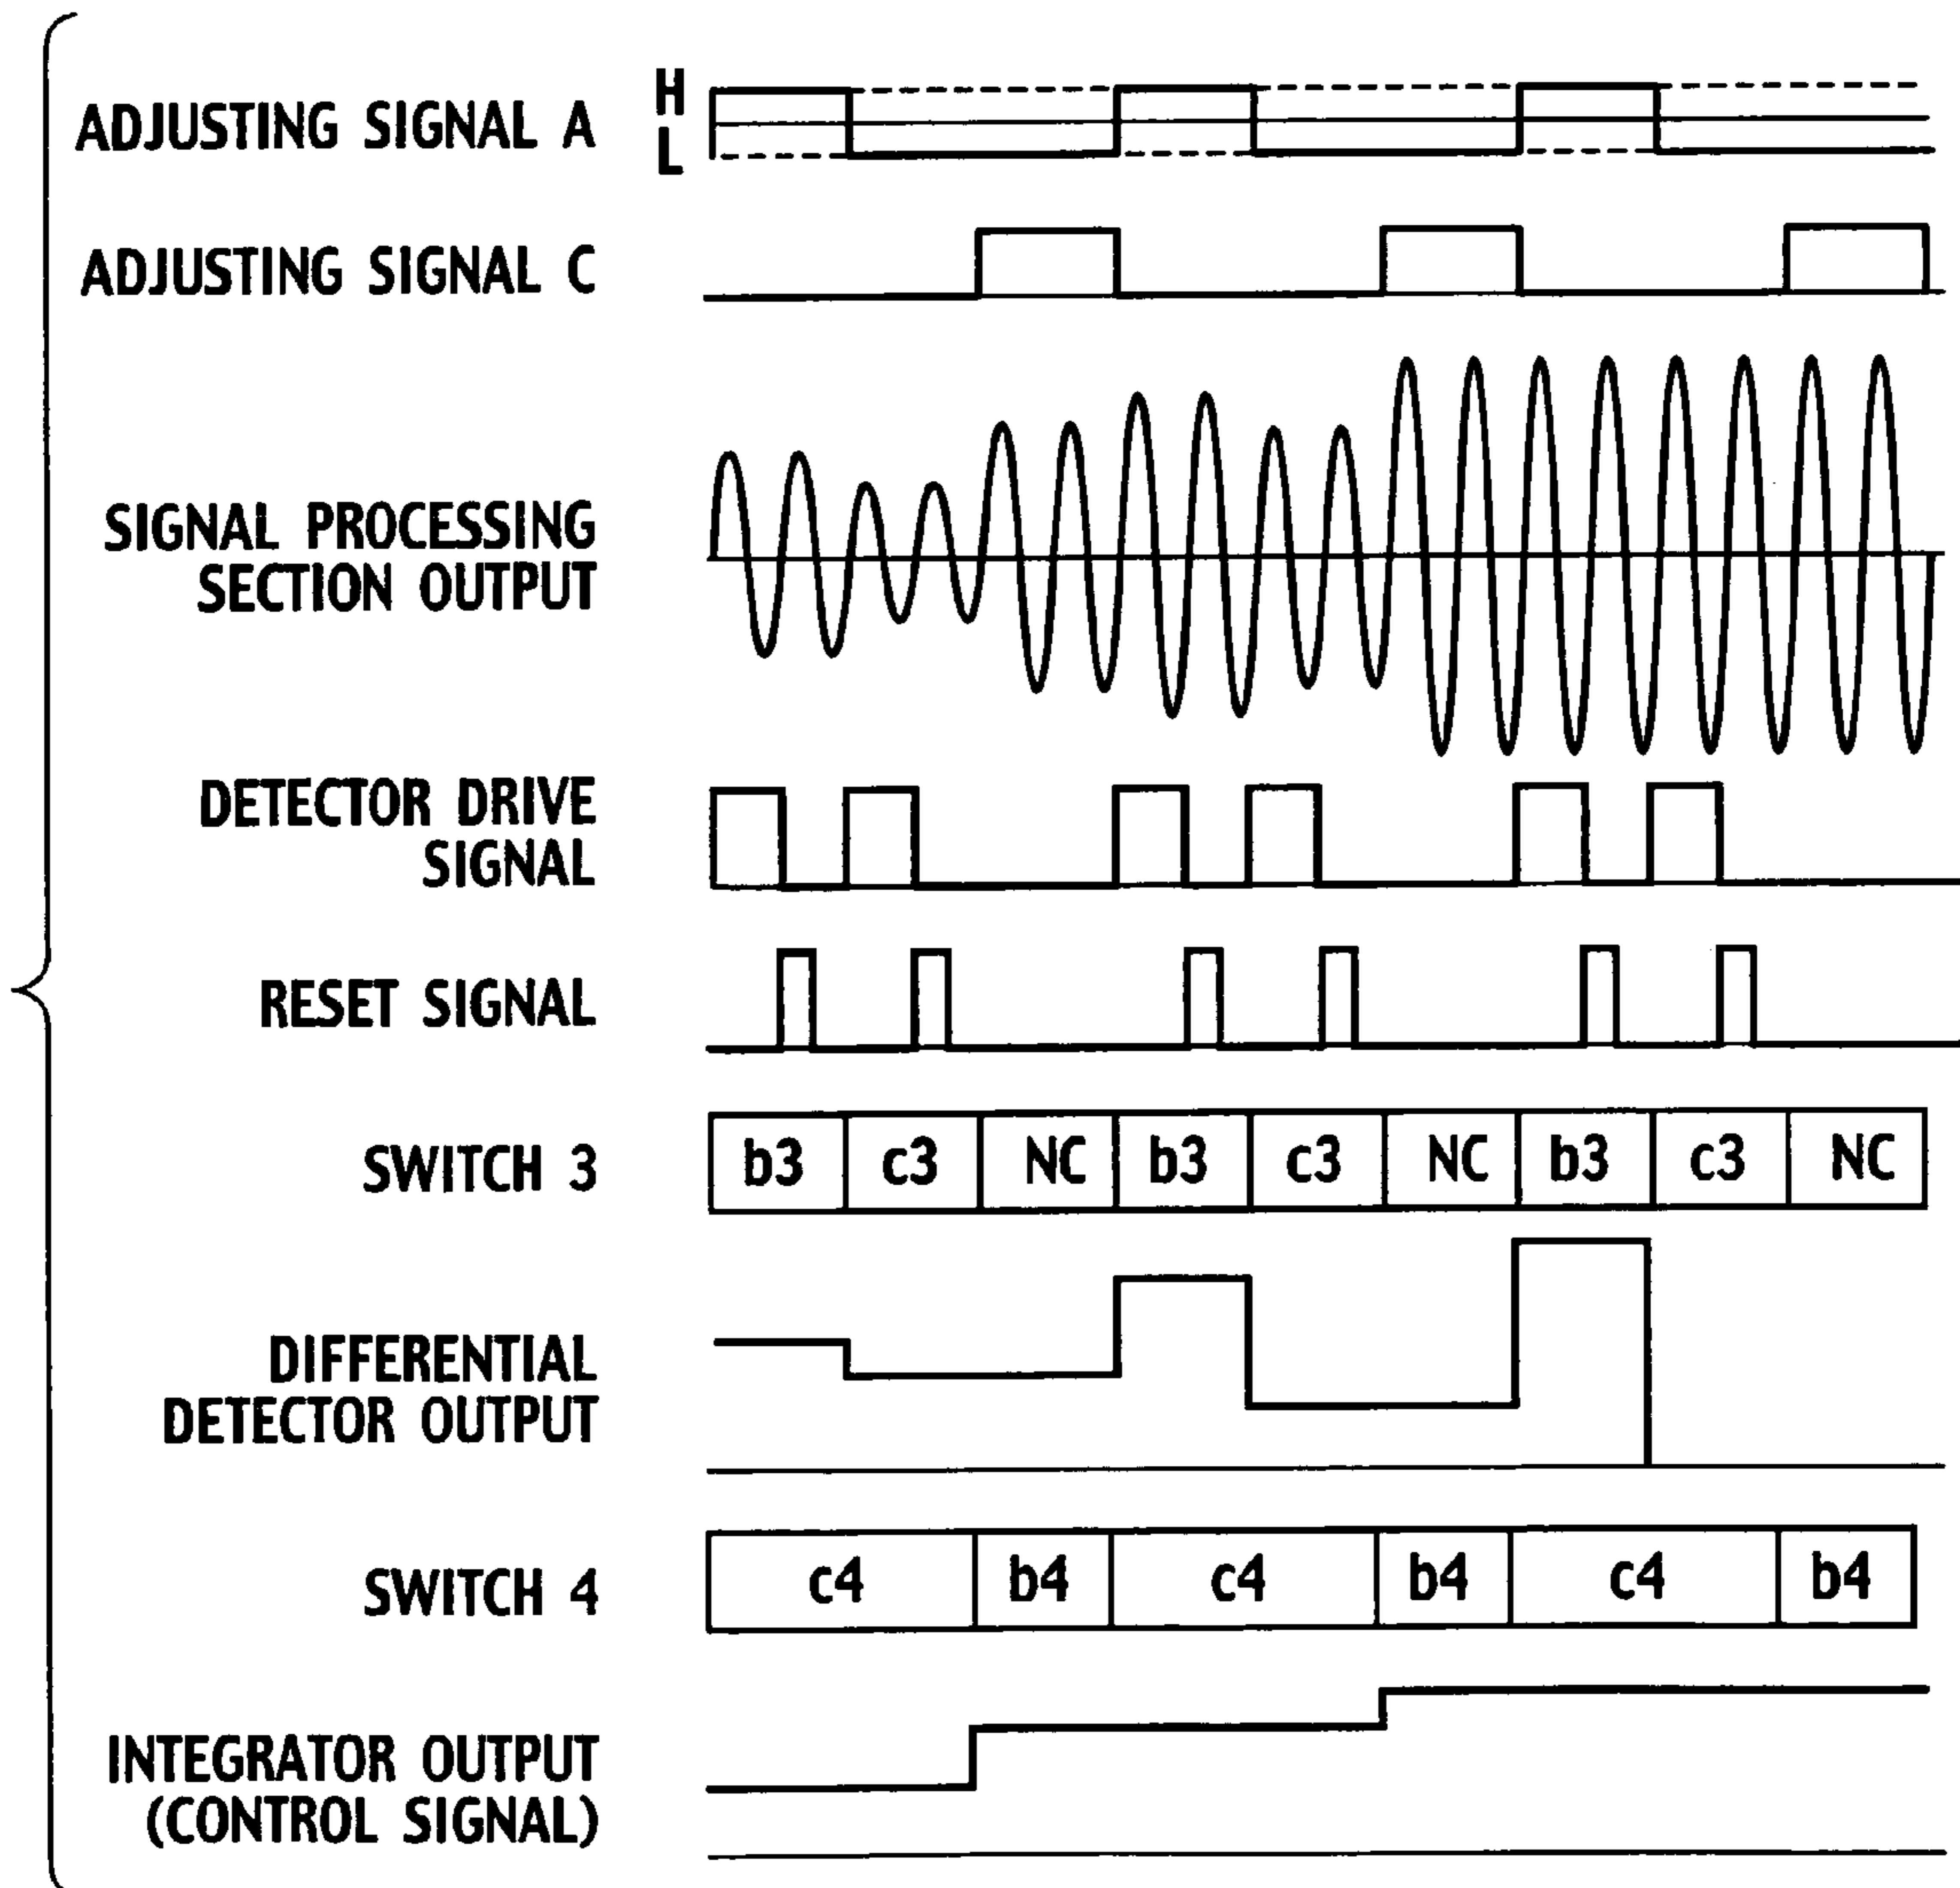 H
ADJUSTING SIGNAL A
L
ADJUSTING SIGNAL C
SIGNAL PROCESSING
SECTION OUTPUT
DETECTOR DRIVE
SIGNAL
RESET SIGNAL
SWITCH 3 b3 c3 NC b3 c3 NC b3 c3 NC
DIFFERENTIAL
DETECTOR OUTPUT
SWITCH 4 c4 b4 c4 b4 c4 b4
INTEGRATOR OUTPUT
(CONTROL SIGNAL)